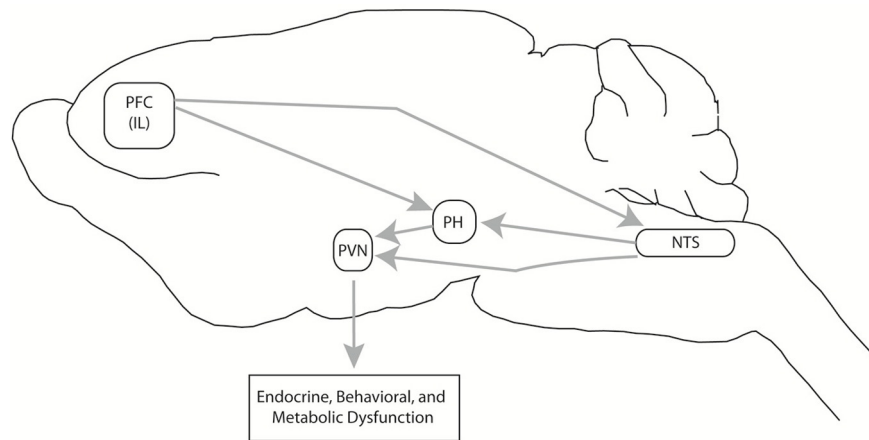 PFC
(IL)
PH
PVN
NTS
Endocrine, Behavioral, and
Metabolic Dysfunction